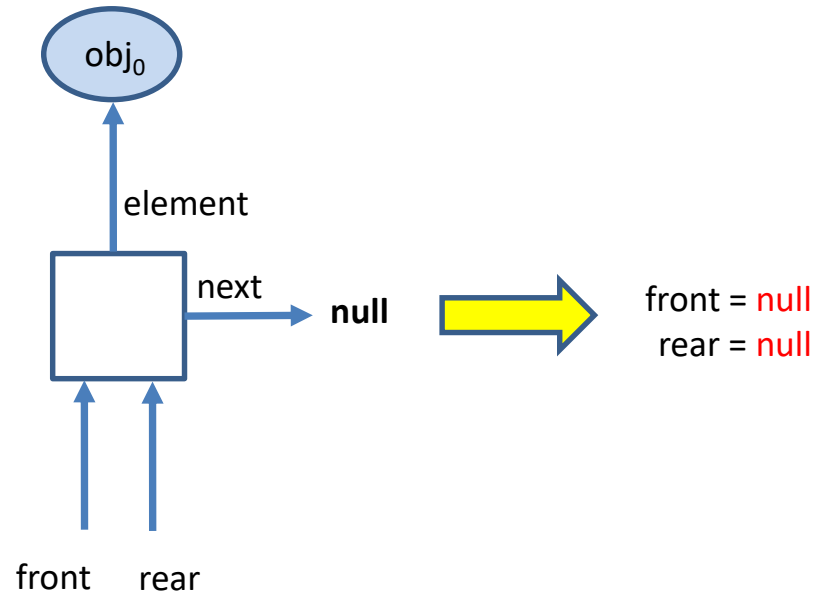 obj₀
element
next
null
front = null
rear = null
front rear